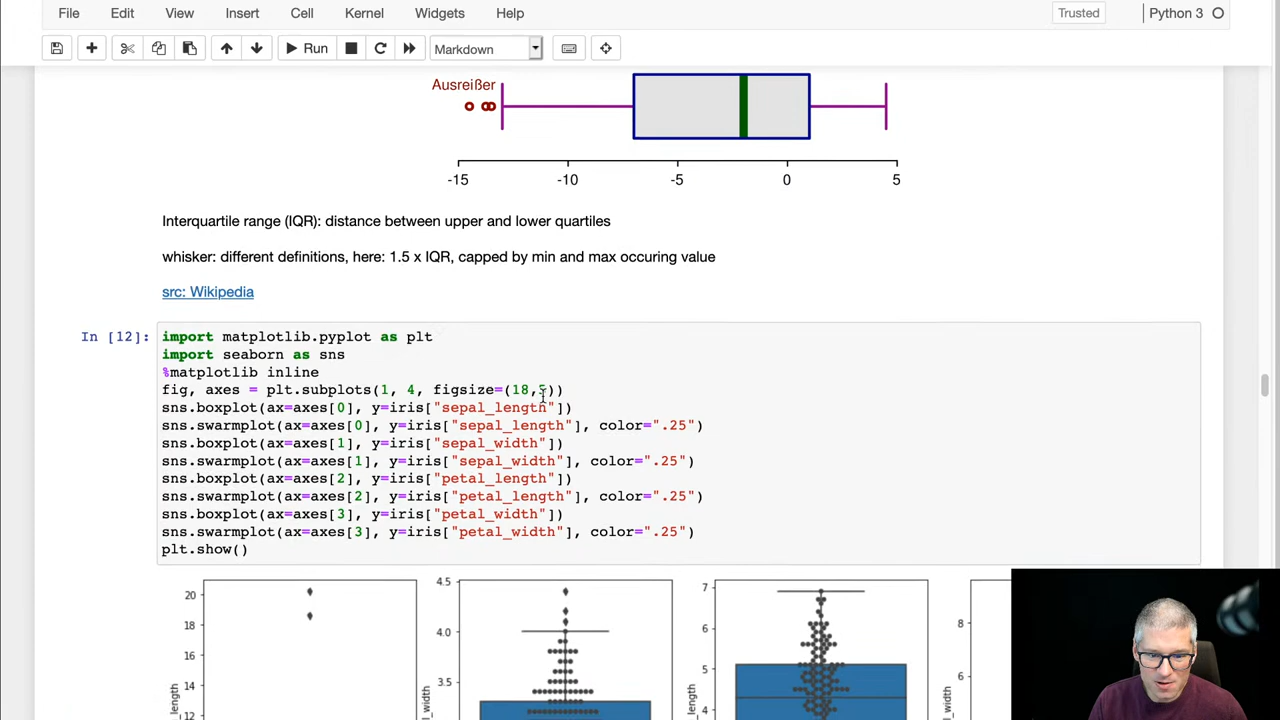 File Edit View Insert Cell Kernel Widgets Help Trusted Python 3
Run Markdown
Ausreißer
-15 -10 -5 0 5
Interquartile range (IQR): distance between upper and lower quartiles
whisker: different definitions, here: 1.5 x IQR, capped by min and max occuring value
src: Wikipedia
In [12]:
import matplotlib.pyplot as plt
import seaborn as sns
%matplotlib inline
fig, axes = plt.subplots(1, 4, figsize=(18,5))
sns.boxplot(ax=axes[0], y=iris["sepal_length"])
sns.swarmplot(ax=axes[0], y=iris["sepal_length"], color=".25")
sns.boxplot(ax=axes[1], y=iris["sepal_width"])
sns.swarmplot(ax=axes[1], y=iris["sepal_width"], color=".25")
sns.boxplot(ax=axes[2], y=iris["petal_length"])
sns.swarmplot(ax=axes[2], y=iris["petal_length"], color=".25")
sns.boxplot(ax=axes[3], y=iris["petal_width"])
sns.swarmplot(ax=axes[3], y=iris["petal_width"], color=".25")
plt.show()
20
18
16
14
12
4.5
4.0
3.5
7
6
5
4
8
6